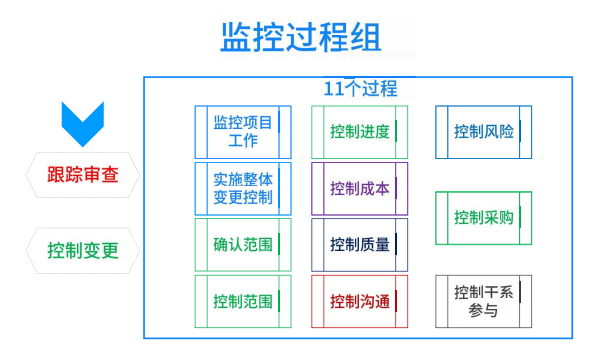 监控过程组
11个过程
跟踪审查
控制变更
监控项目
工作
实施整体
变更控制
确认范围
控制范围
控制进度
控制成本
控制质量
控制沟通
控制风险
控制采购
控制干系
参与